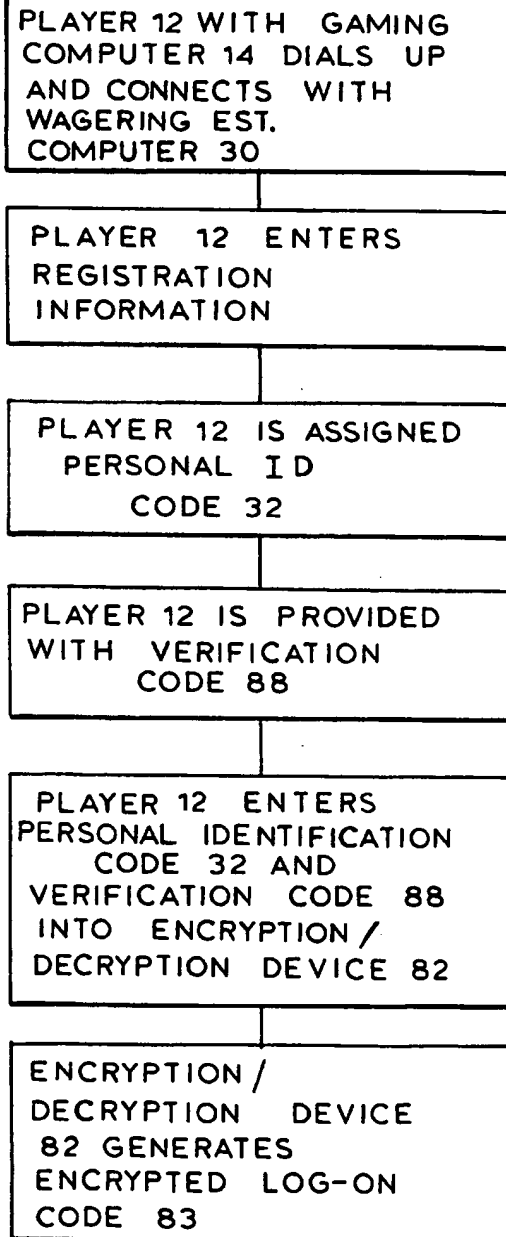 PLAYER 12 WITH GAMING
COMPUTER 14 DIALS UP
AND CONNECTS WITH
WAGERING EST.
COMPUTER 30
PLAYER 12 ENTERS
REGISTRATION
INFORMATION
PLAYER 12 IS ASSIGNED
PERSONAL ID
CODE 32
PLAYER 12 IS PROVIDED
WITH VERIFICATION
CODE 88
PLAYER 12 ENTERS
PERSONAL IDENTIFICATION
CODE 32 AND
VERIFICATION CODE 88
INTO ENCRYPTION/
DECRYPTION DEVICE 82
ENCRYPTION/
DECRYPTION DEVICE
82 GENERATES
ENCRYPTED LOG-ON
CODE 83